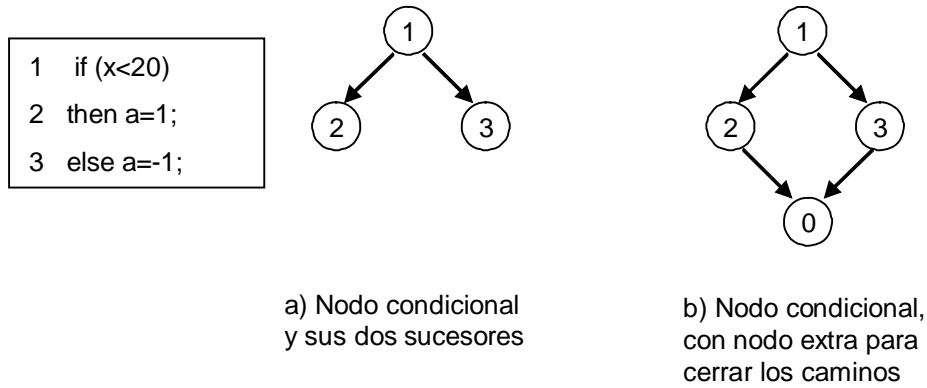 1 if (x<20)
2 then a=1;
3 else a=-1;
1
2
3
a) Nodo condicional
y sus dos sucesores
1
2
3
0
b) Nodo condicional,
con nodo extra para
cerrar los caminos